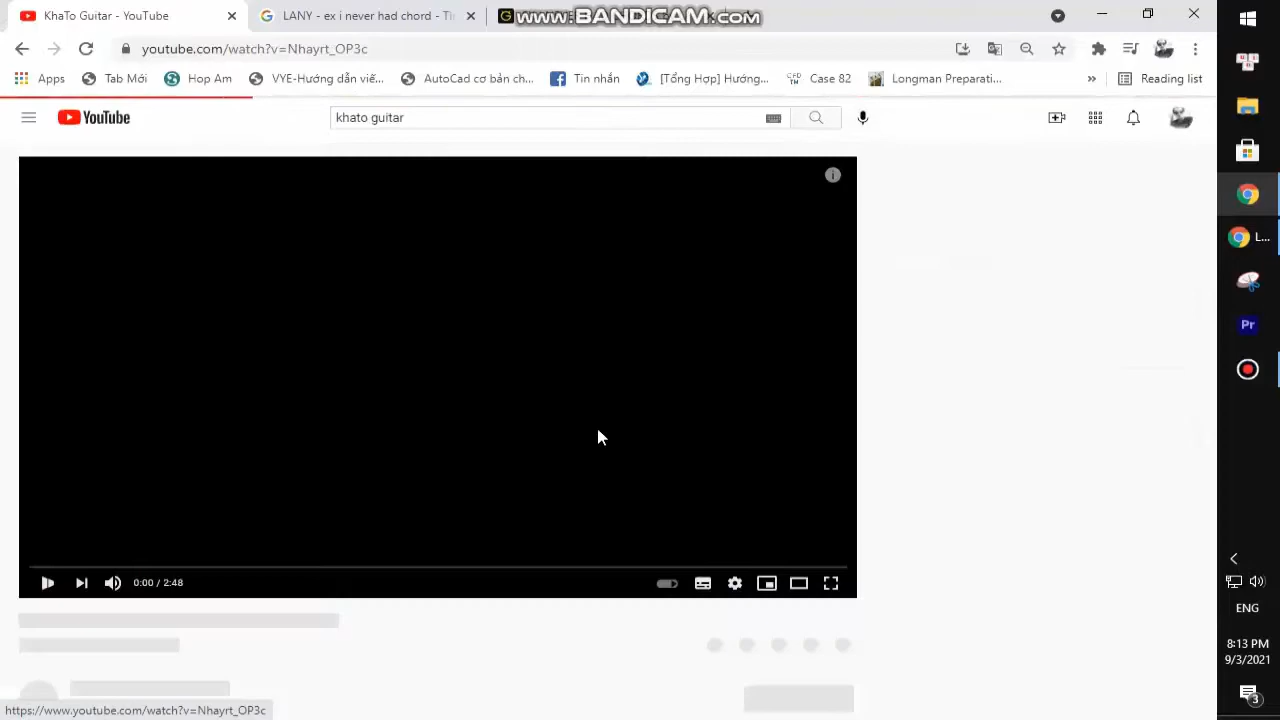 KhaTo Guitar - YouTube
LANY - ex i never had chord - T
www.BANDICAM.com
youtube.com/watch?v=Nhayrt_OP3c
Apps
Tab Mới
Hop Am
VYE-Hướng dẫn viế...
AutoCad cơ bản ch...
Tin nhắn
[Tổng Hợp] Hướng...
CFD
TM
Case 82
Longman Preparati...
»
Reading list
YouTube
khato guitar
L...
Pr
0:00 / 2:48
ENG
8:13 PM
9/3/2021
3
https://www.youtube.com/watch?v=Nhayrt_OP3c